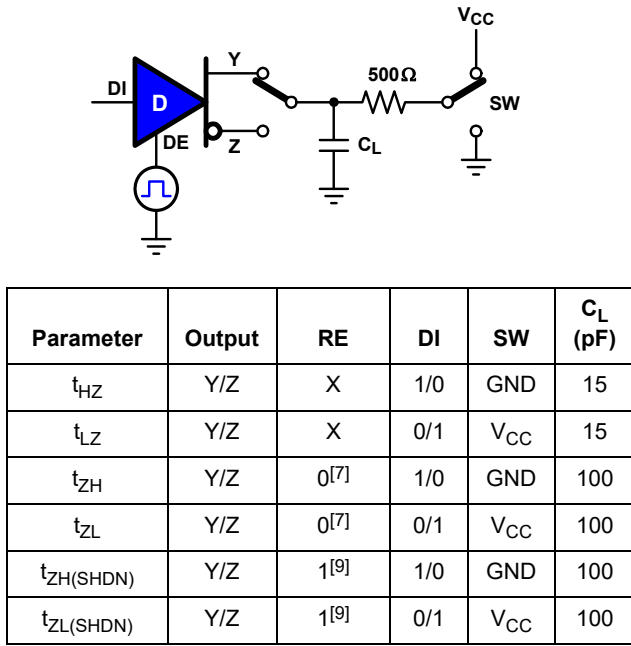 VCC
Y
500Ω
DI
D
SW
DE
Z
CL
Parameter Output RE DI SW CL (pF)
tHZ Y/Z X 1/0 GND 15
tLZ Y/Z X 0/1 VCC 15
tZH Y/Z 0[7] 1/0 GND 100
tZL Y/Z 0[7] 0/1 VCC 100
tZH(SHDN) Y/Z 1[9] 1/0 GND 100
tZL(SHDN) Y/Z 1[9] 0/1 VCC 100